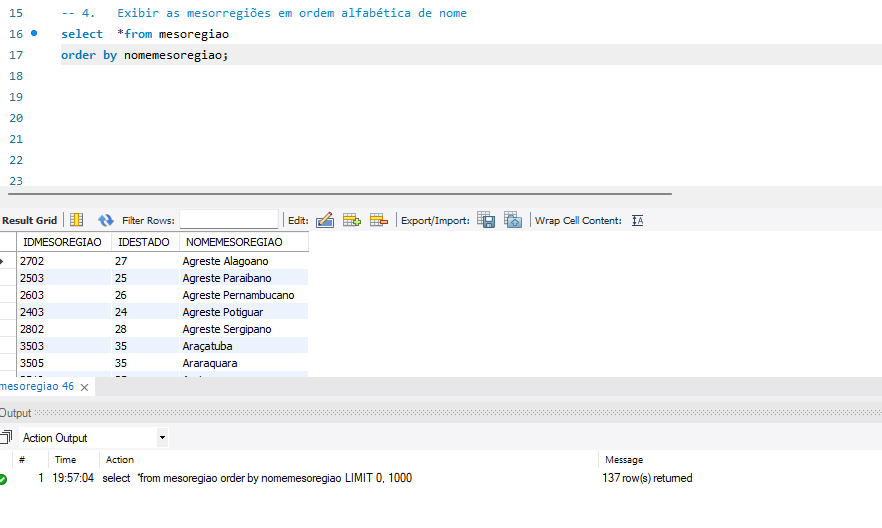 15 -- 4. Exibir as mesorregiões em ordem alfabética de nome
16 select *from mesoregiao
17 order by nomemesoregiao;
18
19
20
21
22
23
Result Grid Filter Rows: Edit: Export/Import: Wrap Cell Content:
IDMESOREGIAO IDESTADO NOMEMESOREGIAO
2702 27 Agreste Alagoano
2503 25 Agreste Paraibano
2603 26 Agreste Pernambucano
2403 24 Agreste Potiguar
2802 28 Agreste Sergipano
3503 35 Araçatuba
3505 35 Araraquara
mesoregiao 46
Output
Action Output
# Time Action Message
1 19:57:04 select *from mesoregiao order by nomemesoregiao LIMIT 0, 1000 137 row(s) returned